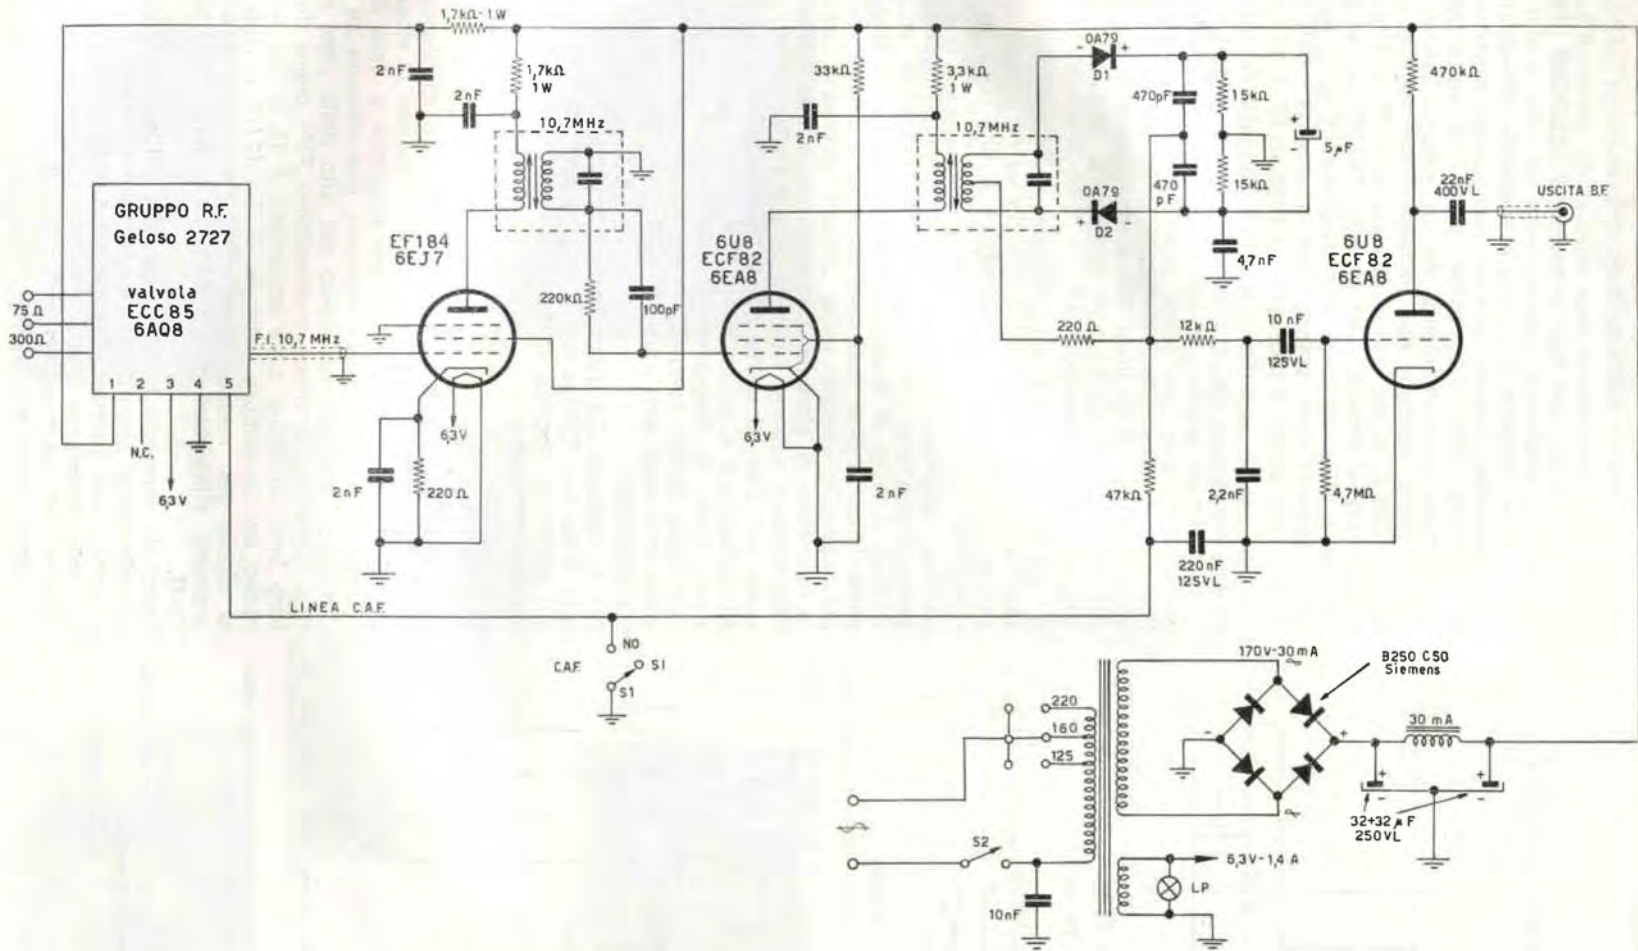 1,7kΩ-1W
2nF
1,7kΩ
1W
2nF
10,7MHz
33kΩ
3,3kΩ
1W
2nF
10,7MHz
OA79
-
+
D1
470pF
15kΩ
+
-
5µF
470
pF
15kΩ
OA79
+
-
D2
4,7nF
470kΩ
22nF
400VL
USCITA B.F.
GRUPPO R.F.
Geloso 2727
valvola
ECC85
6AQ8
75Ω
300Ω
1 2 3 4 5
N.C.
6,3V
F.I. 10,7 MHz
EF184
6EJ7
6,3V
2nF
220Ω
220kΩ
100pF
6U8
ECF82
6EA8
6,3V
2nF
220Ω
12kΩ
10nF
125VL
6U8
ECF82
6EA8
47kΩ
2,2nF
4,7MΩ
220nF
125VL
LINEA C.A.F.
C.A.F.
NO
SI
S1
170V-30mA
B250 C50
Siemens
-
+
30 mA
+
-
+
-
32+32µF
250VL
220
160
125
S2
10nF
6,3V-1,4 A
LP